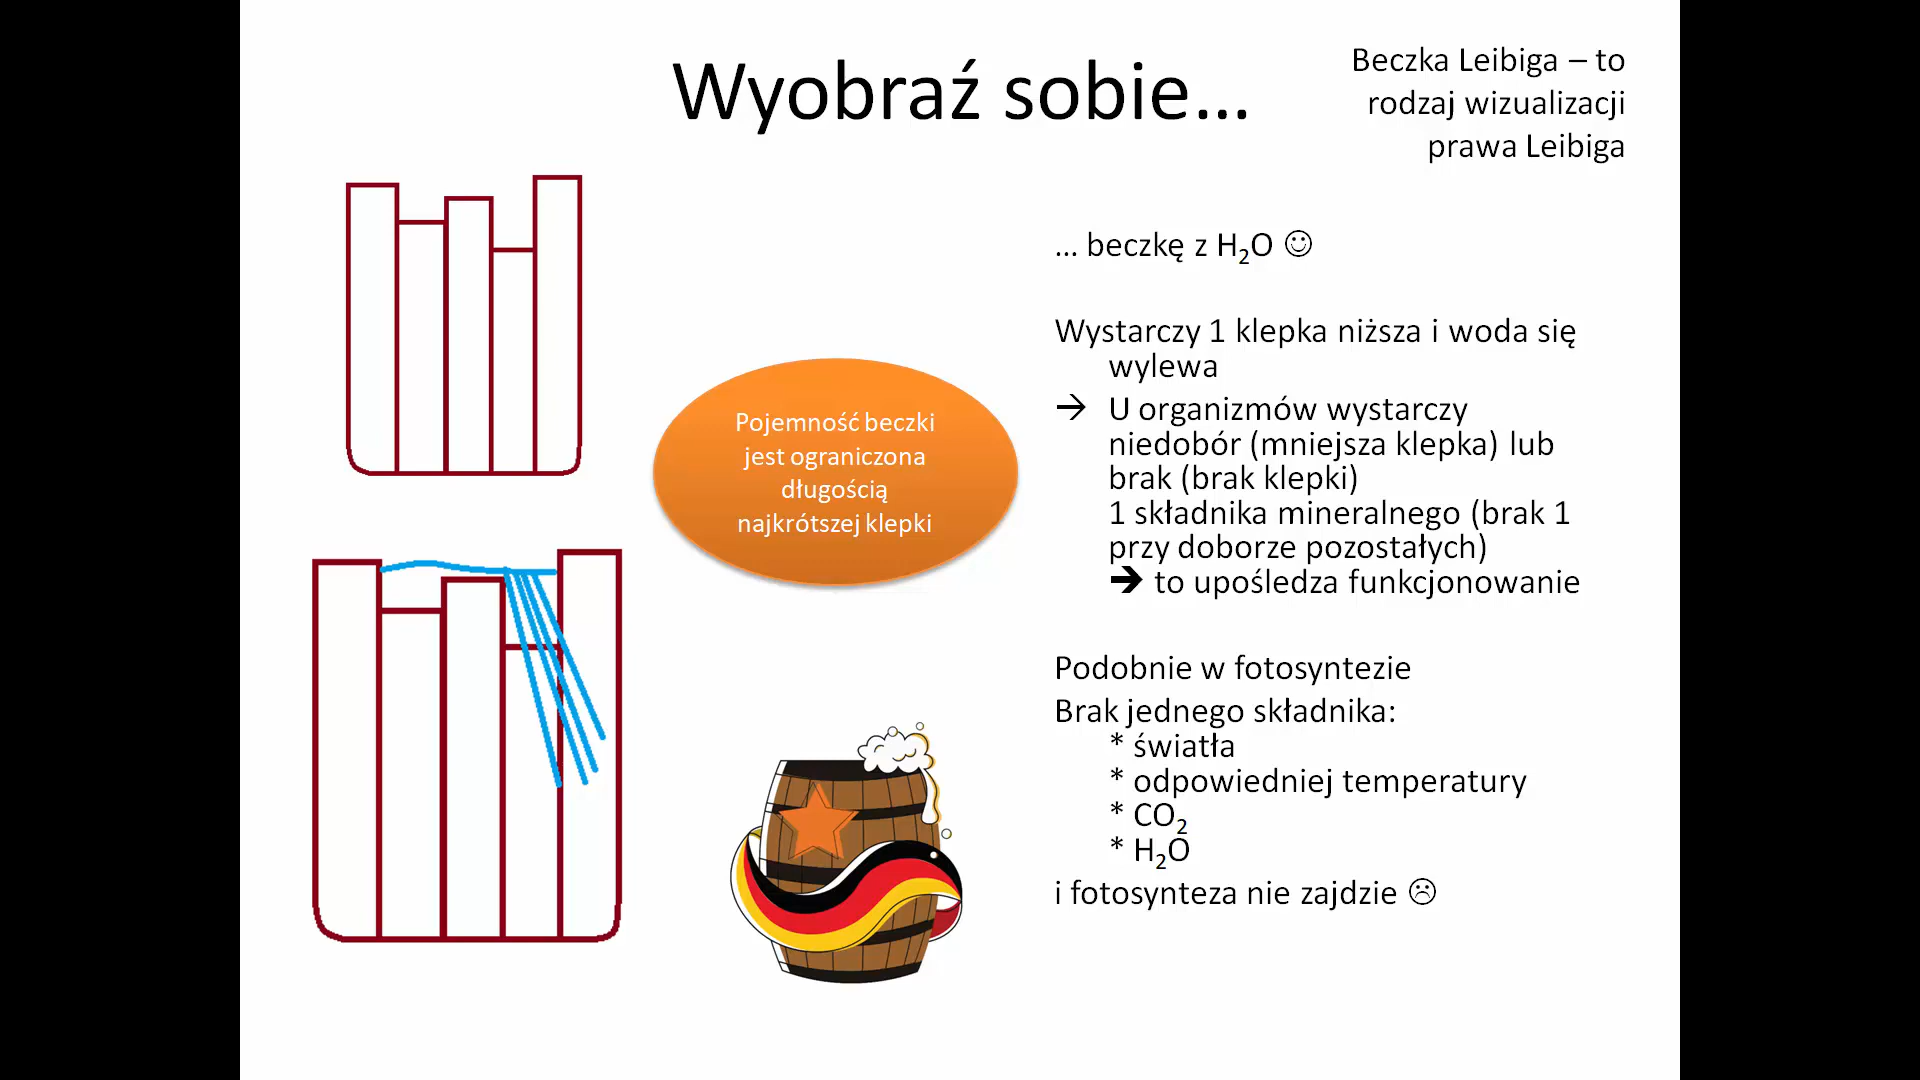 Wyobraź sobie...
Beczka Leibiga – to
rodzaj wizualizacji
prawa Leibiga
... beczkę z H₂O ☺
Wystarczy 1 klepka niższa i woda się
wylewa
→ U organizmów wystarczy
niedobór (mniejsza klepka) lub
brak (brak klepki)
1 składnika mineralnego (brak 1
przy doborze pozostałych)
➔ to upośledza funkcjonowanie
Pojemność beczki
jest ograniczona
długością
najkrótszej klepki
Podobnie w fotosyntezie
Brak jednego składnika:
* światła
* odpowiedniej temperatury
* CO₂
* H₂O
i fotosynteza nie zajdzie ☹